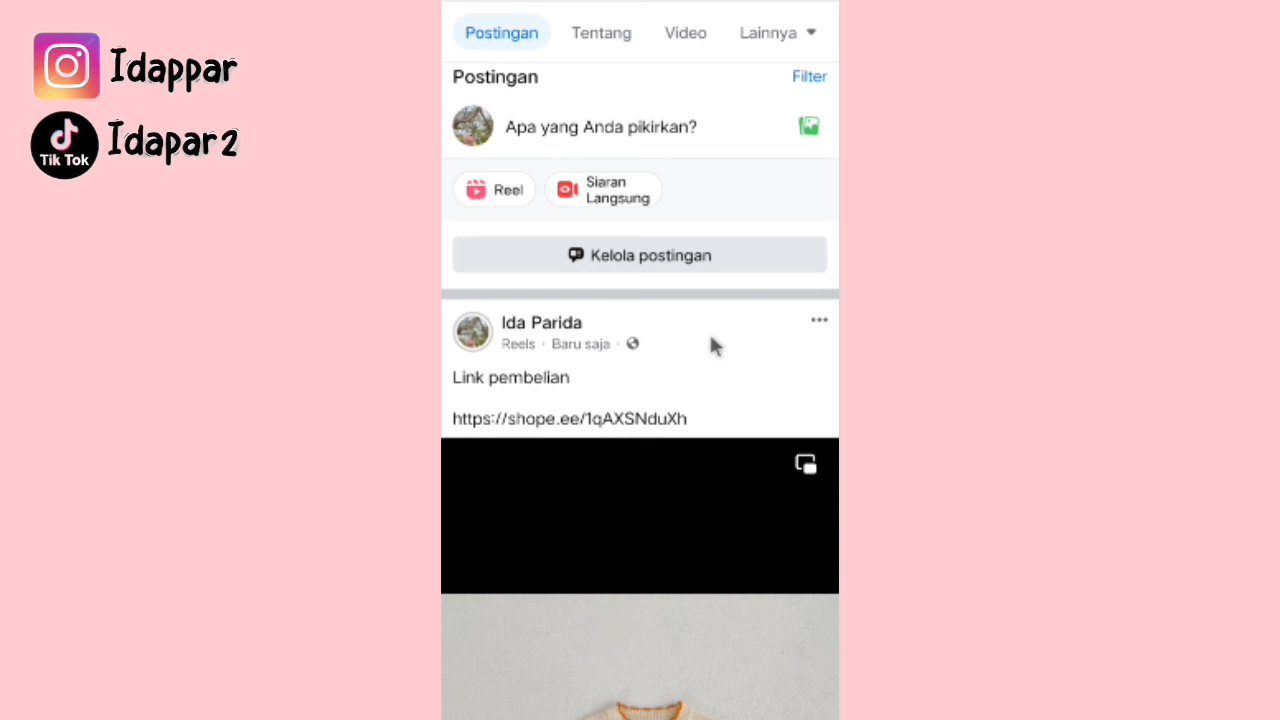 Idappar
Tik Tok
Idapar2
Postingan
Tentang
Video
Lainnya
Postingan
Filter
Apa yang Anda pikirkan?
Reel
Siaran
Langsung
Kelola postingan
Ida Parida
Reels · Baru saja ·
Link pembelian
https://shope.ee/1qAXSNduXh